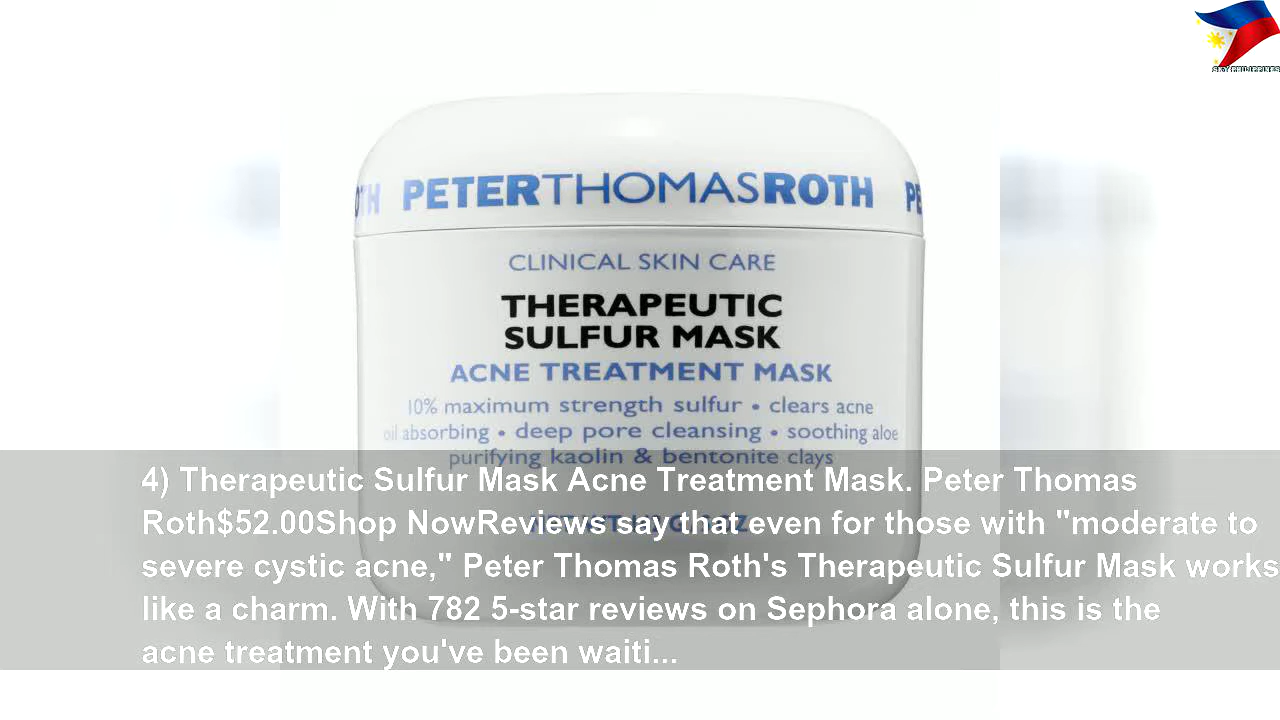 SKY PHILIPPINES
OTH PETERTHOMASROTH PE
CLINICAL SKIN CARE
THERAPEUTIC
SULFUR MASK
ACNE TREATMENT MASK
10% maximum strength sulfur • clears acne
oil absorbing • deep pore cleansing • soothing aloe
purifying kaolin & bentonite clays
4) Therapeutic Sulfur Mask Acne Treatment Mask. Peter Thomas
Roth$52.00Shop NowReviews say that even for those with "moderate to
severe cystic acne," Peter Thomas Roth's Therapeutic Sulfur Mask works
like a charm. With 782 5-star reviews on Sephora alone, this is the
acne treatment you've been waiti...